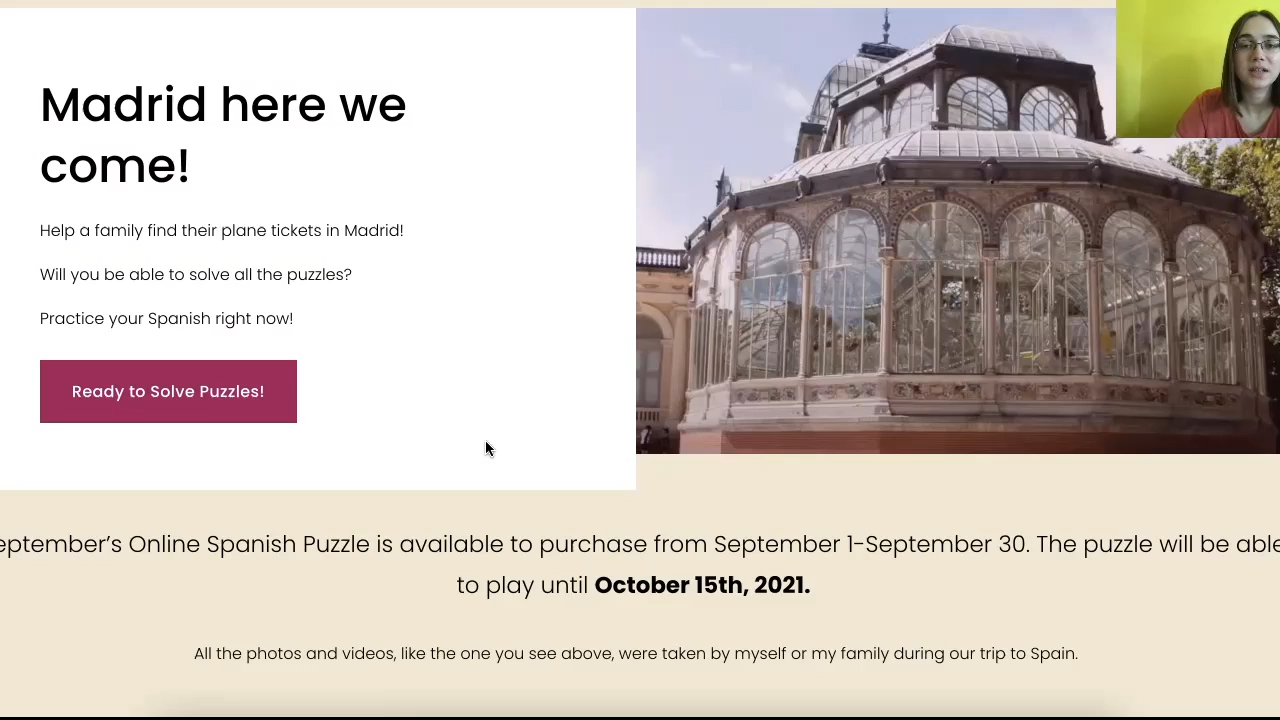 Madrid here we
come!
Help a family find their plane tickets in Madrid!
Will you be able to solve all the puzzles?
Practice your Spanish right now!
Ready to Solve Puzzles!
eptember’s Online Spanish Puzzle is available to purchase from September 1-September 30. The puzzle will be able
to play until October 15th, 2021.
All the photos and videos, like the one you see above, were taken by myself or my family during our trip to Spain.